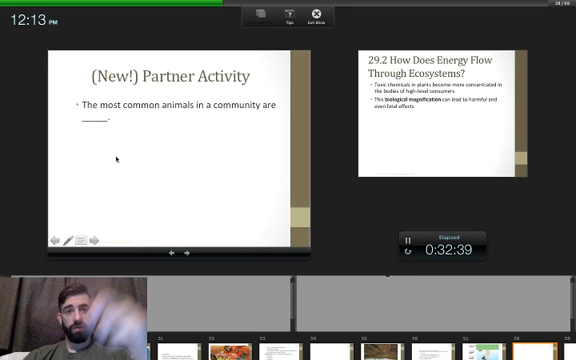 12:13 PM
Tips
Exit Show
(New!) Partner Activity
• The most common animals in a community are
______.
29.2 How Does Energy Flow
Through Ecosystems?
• Toxic chemicals in plants become more concentrated in
the bodies of high-level consumers
• This biological magnification can lead to harmful and
even fatal effects
Elapsed
0:32:39